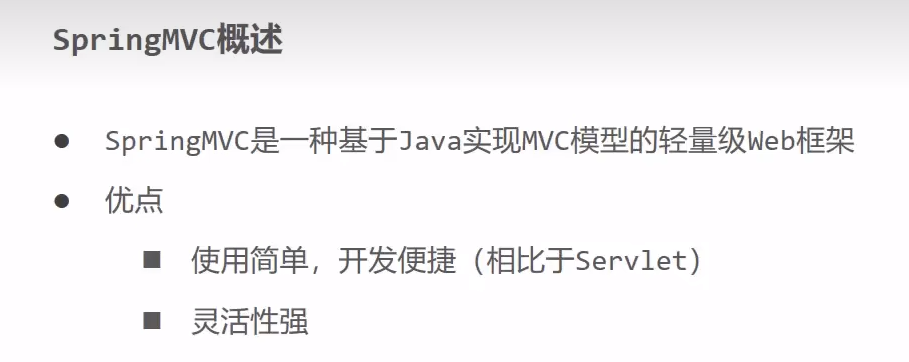 SpringMVC概述
● SpringMVC是一种基于Java实现MVC模型的轻量级Web框架
● 优点
■ 使用简单，开发便捷（相比于Servlet）
■ 灵活性强